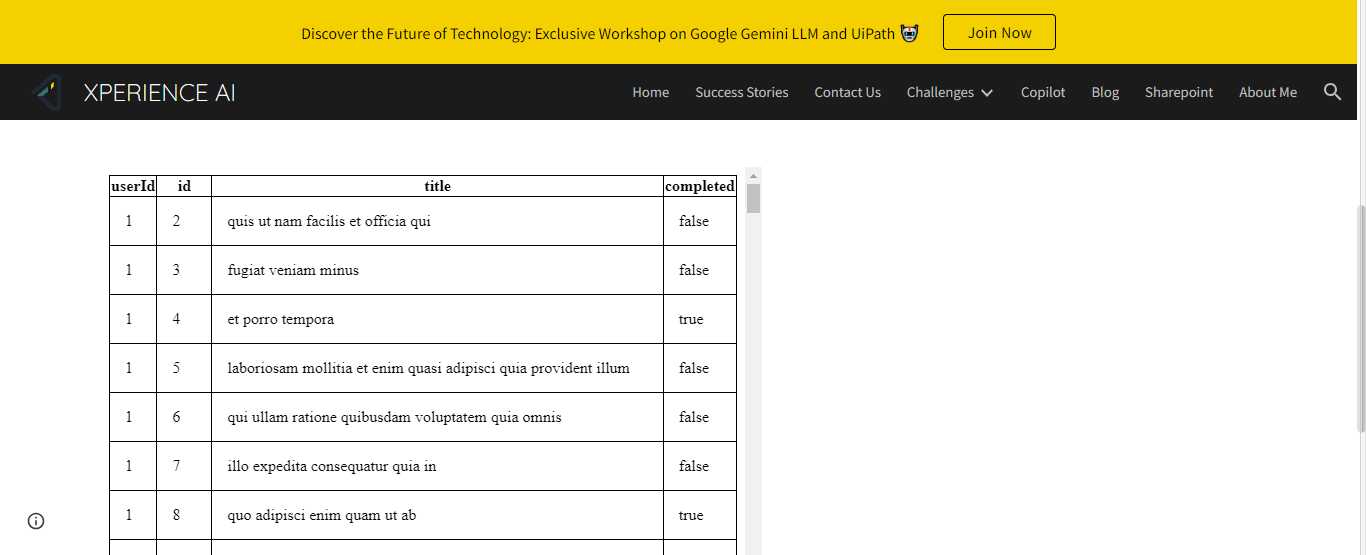 Discover the Future of Technology: Exclusive Workshop on Google Gemini LLM and UiPath Join Now
XPERIENCE AI Home Success Stories Contact Us Challenges Copilot Blog Sharepoint About Me
userId id title completed
1 2 quis ut nam facilis et officia qui false
1 3 fugiat veniam minus false
1 4 et porro tempora true
1 5 laboriosam mollitia et enim quasi adipisci quia provident illum false
1 6 qui ullam ratione quibusdam voluptatem quia omnis false
1 7 illo expedita consequatur quia in false
1 8 quo adipisci enim quam ut ab true